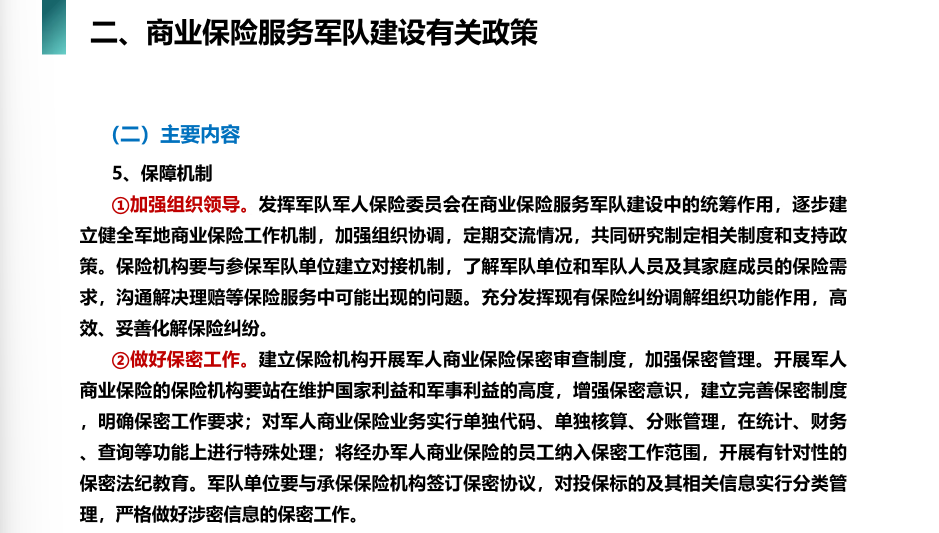 二、商业保险服务军队建设有关政策
（二）主要内容
5、保障机制
①加强组织领导。发挥军队军人保险委员会在商业保险服务军队建设中的统筹作用，逐步建
立健全军地商业保险工作机制，加强组织协调，定期交流情况，共同研究制定相关制度和支持政
策。保险机构要与参保军队单位建立对接机制，了解军队单位和军队人员及其家庭成员的保险需
求，沟通解决理赔等保险服务中可能出现的问题。充分发挥现有保险纠纷调解组织功能作用，高
效、妥善化解保险纠纷。
②做好保密工作。建立保险机构开展军人商业保险保密审查制度，加强保密管理。开展军人
商业保险的保险机构要站在维护国家利益和军事利益的高度，增强保密意识，建立完善保密制度
，明确保密工作要求；对军人商业保险业务实行单独代码、单独核算、分账管理，在统计、财务
、查询等功能上进行特殊处理；将经办军人商业保险的员工纳入保密工作范围，开展有针对性的
保密法纪教育。军队单位要与承保保险机构签订保密协议，对投保标的及其相关信息实行分类管
理，严格做好涉密信息的保密工作。